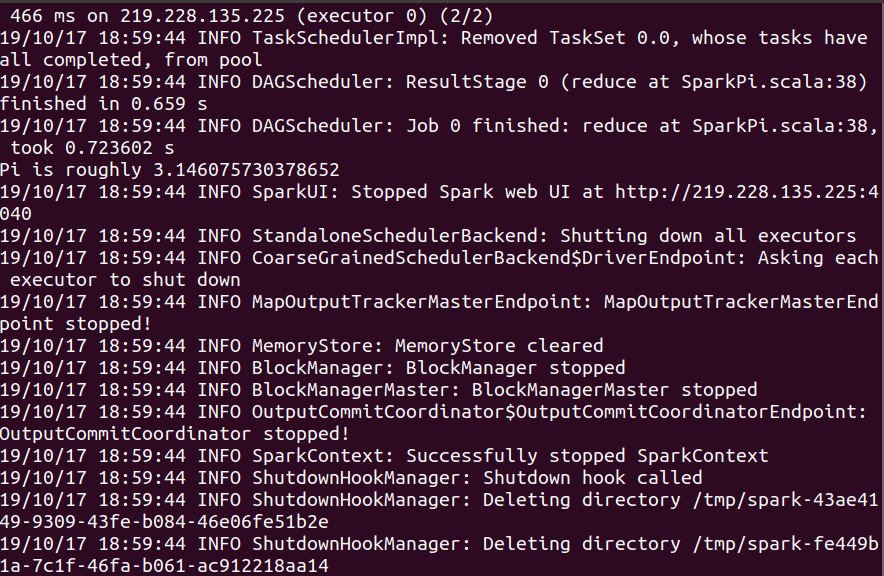 466 ms on 219.228.135.225 (executor 0) (2/2)
19/10/17 18:59:44 INFO TaskSchedulerImpl: Removed TaskSet 0.0, whose tasks have
all completed, from pool
19/10/17 18:59:44 INFO DAGScheduler: ResultStage 0 (reduce at SparkPi.scala:38)
finished in 0.659 s
19/10/17 18:59:44 INFO DAGScheduler: Job 0 finished: reduce at SparkPi.scala:38,
took 0.723602 s
Pi is roughly 3.146075730378652
19/10/17 18:59:44 INFO SparkUI: Stopped Spark web UI at http://219.228.135.225:4
040
19/10/17 18:59:44 INFO StandaloneSchedulerBackend: Shutting down all executors
19/10/17 18:59:44 INFO CoarseGrainedSchedulerBackend$DriverEndpoint: Asking each
executor to shut down
19/10/17 18:59:44 INFO MapOutputTrackerMasterEndpoint: MapOutputTrackerMasterEnd
point stopped!
19/10/17 18:59:44 INFO MemoryStore: MemoryStore cleared
19/10/17 18:59:44 INFO BlockManager: BlockManager stopped
19/10/17 18:59:44 INFO BlockManagerMaster: BlockManagerMaster stopped
19/10/17 18:59:44 INFO OutputCommitCoordinator$OutputCommitCoordinatorEndpoint:
OutputCommitCoordinator stopped!
19/10/17 18:59:44 INFO SparkContext: Successfully stopped SparkContext
19/10/17 18:59:44 INFO ShutdownHookManager: Shutdown hook called
19/10/17 18:59:44 INFO ShutdownHookManager: Deleting directory /tmp/spark-43ae41
49-9309-43fe-b084-46e06fe51b2e
19/10/17 18:59:44 INFO ShutdownHookManager: Deleting directory /tmp/spark-fe449b
1a-7c1f-46fa-b061-ac912218aa14